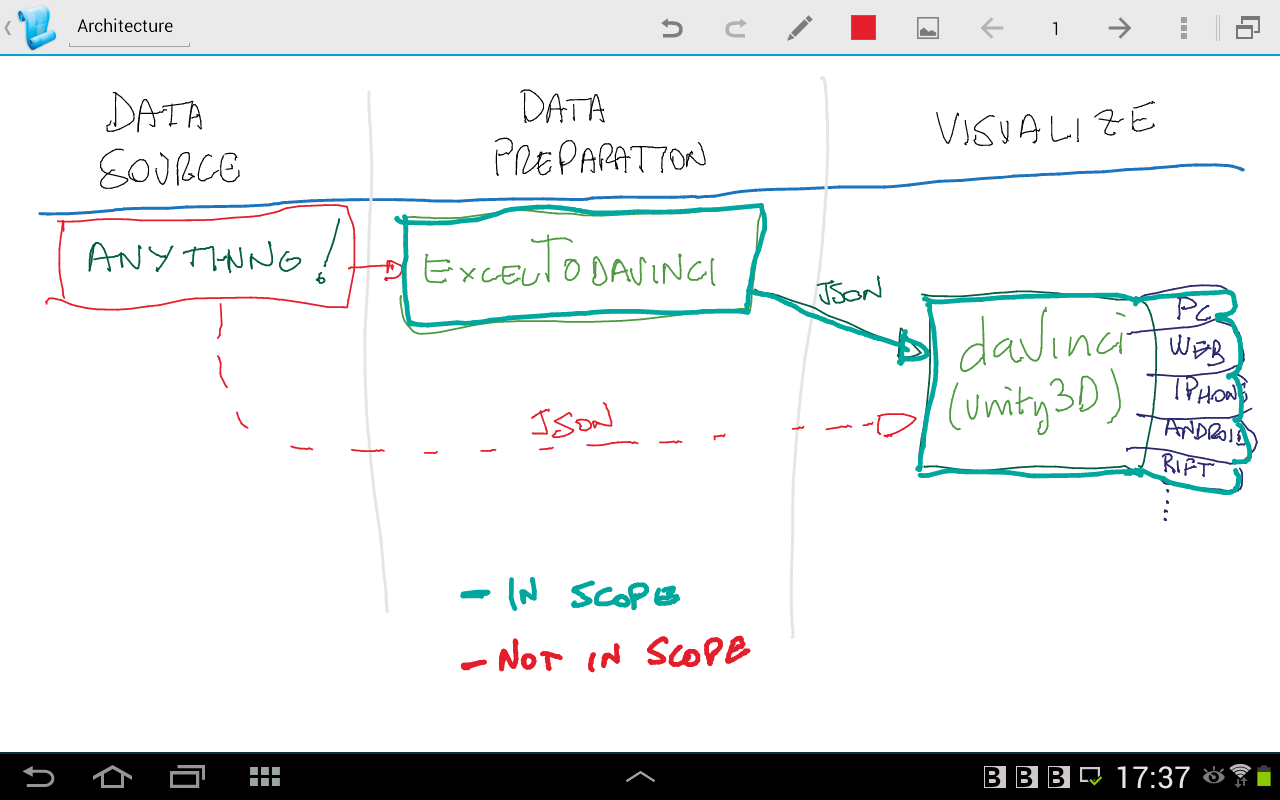 Architecture
1
DATA
SOURCE
DATA
PREPARATION
VISUALIZE
ANYTHNNG!
EXCELTODAVINCI
JSON
daVinci
(Unity3D)
PC
WEB
IPHONE
ANDROID
RIFT
JSON
- IN SCOPE
- NOT IN SCOPE
B B B 17:37